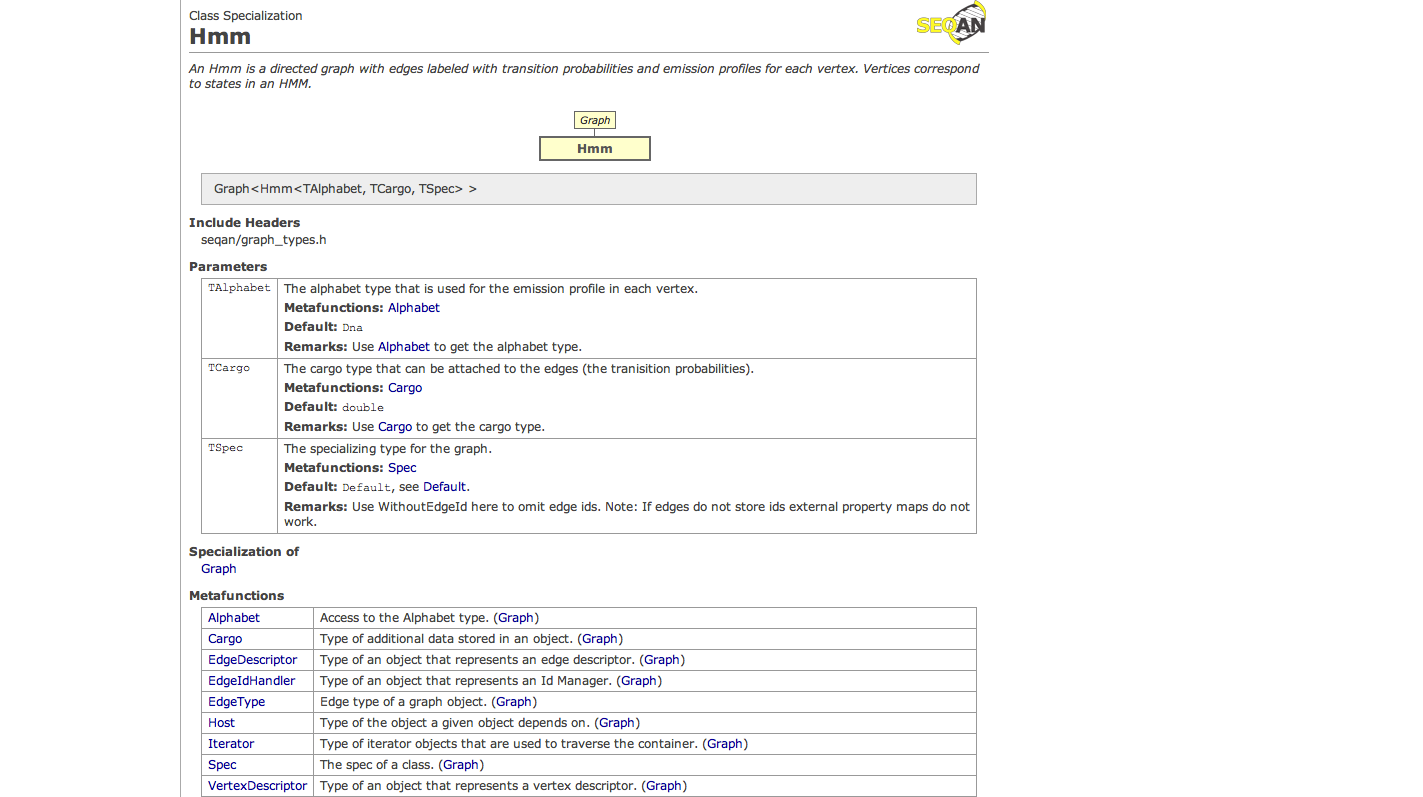 Class Specialization
Hmm
SEQAN
An Hmm is a directed graph with edges labeled with transition probabilities and emission profiles for each vertex. Vertices correspond
to states in an HMM.
Graph
Hmm
Graph<Hmm<TAlphabet, TCargo, TSpec> >
Include Headers
seqan/graph_types.h
Parameters
TAlphabet The alphabet type that is used for the emission profile in each vertex.
Metafunctions: Alphabet
Default: Dna
Remarks: Use Alphabet to get the alphabet type.
TCargo The cargo type that can be attached to the edges (the tranisition probabilities).
Metafunctions: Cargo
Default: double
Remarks: Use Cargo to get the cargo type.
TSpec The specializing type for the graph.
Metafunctions: Spec
Default: Default, see Default.
Remarks: Use WithoutEdgeId here to omit edge ids. Note: If edges do not store ids external property maps do not
work.
Specialization of
Graph
Metafunctions
Alphabet Access to the Alphabet type. (Graph)
Cargo Type of additional data stored in an object. (Graph)
EdgeDescriptor Type of an object that represents an edge descriptor. (Graph)
EdgeIdHandler Type of an object that represents an Id Manager. (Graph)
EdgeType Edge type of a graph object. (Graph)
Host Type of the object a given object depends on. (Graph)
Iterator Type of iterator objects that are used to traverse the container. (Graph)
Spec The spec of a class. (Graph)
VertexDescriptor Type of an object that represents a vertex descriptor. (Graph)